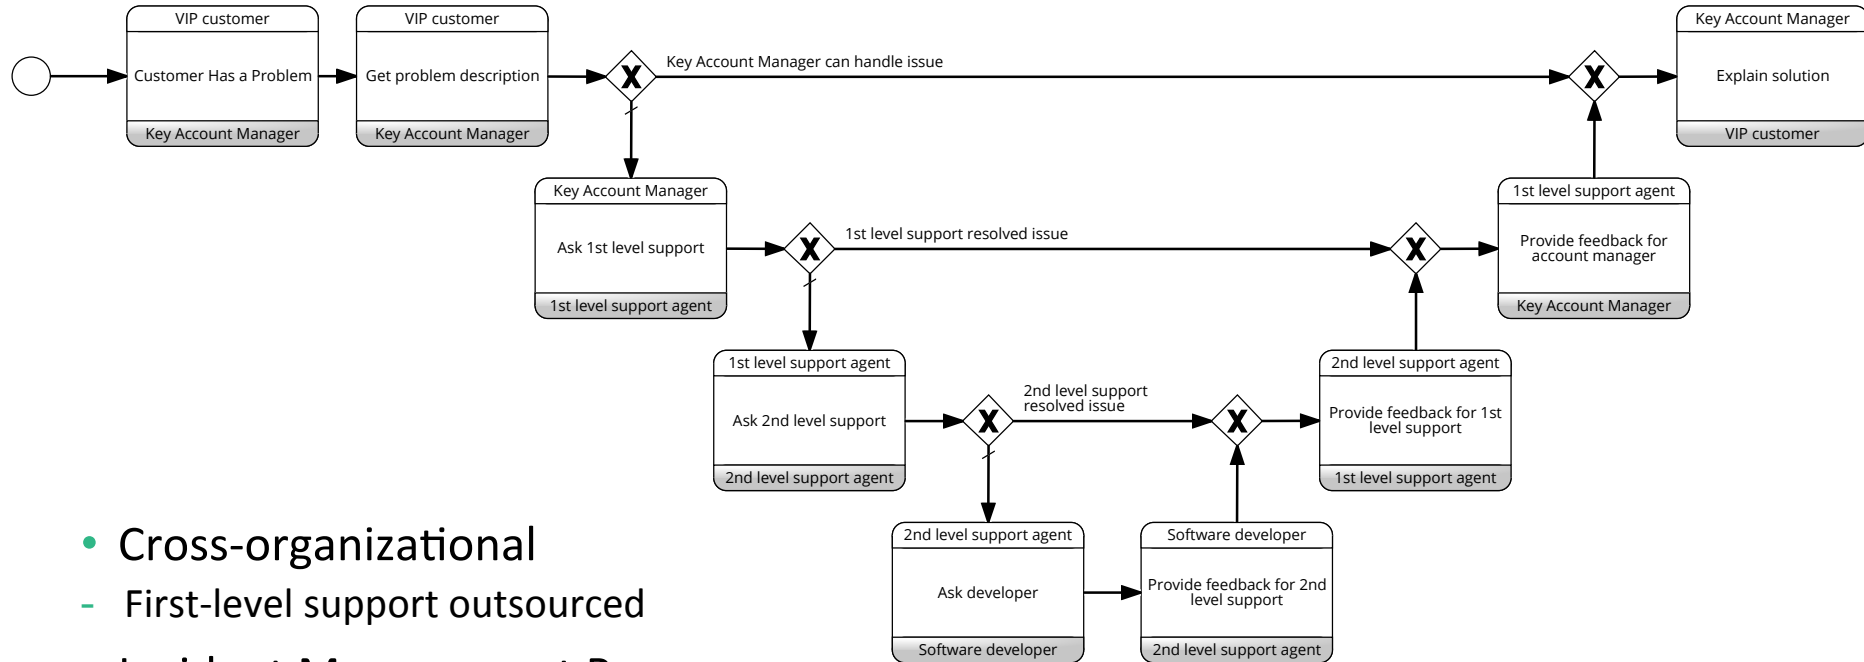 VIP customer
Customer Has a Problem
Key Account Manager
VIP customer
Get problem description
Key Account Manager
X
Key Account Manager can handle issue
X
Key Account Manager
Explain solution
VIP customer
Key Account Manager
Ask 1st level support
1st level support agent
X
1st level support resolved issue
X
1st level support agent
Provide feedback for
account manager
Key Account Manager
1st level support agent
Ask 2nd level support
2nd level support agent
X
2nd level support
resolved issue
X
2nd level support agent
Provide feedback for 1st
level support
1st level support agent
2nd level support agent
Ask developer
Software developer
Software developer
Provide feedback for 2nd
level support
2nd level support agent
• Cross-organizational
- First-level support outsourced